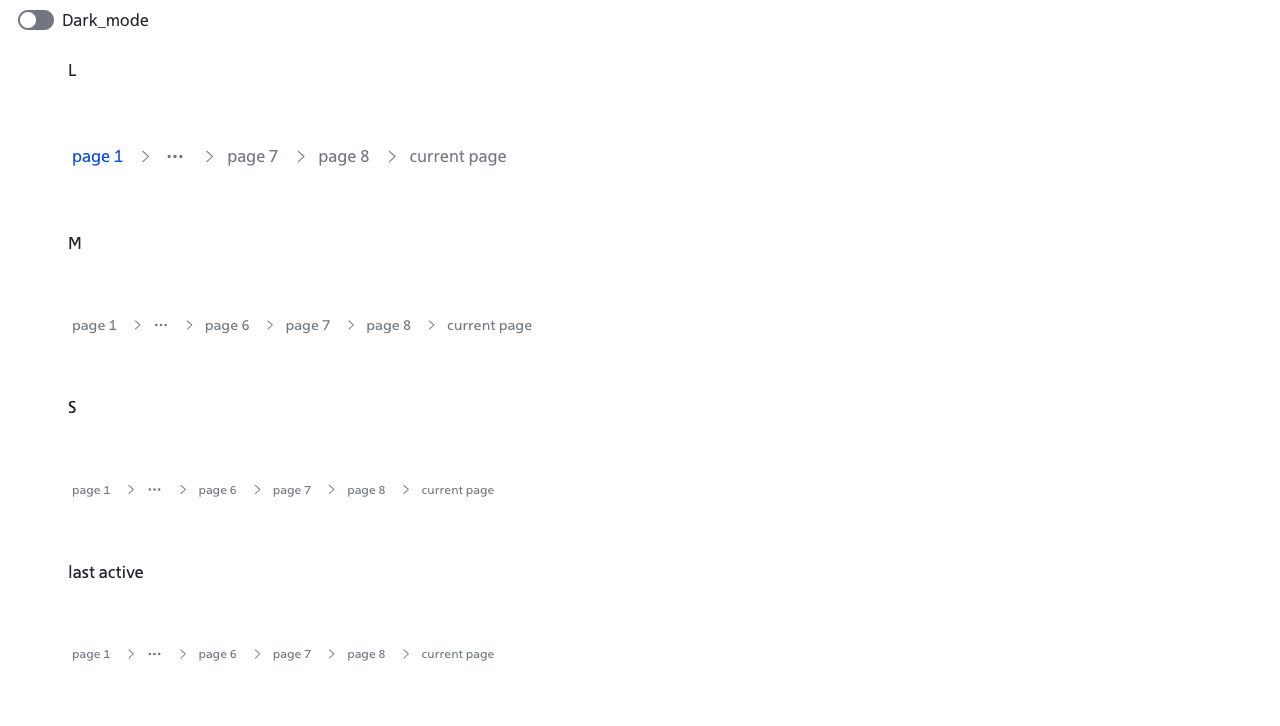 Dark_mode
L
page 1 > ••• > page 7 > page 8 > current page
M
page 1 > ••• > page 6 > page 7 > page 8 > current page
S
page 1 > ••• > page 6 > page 7 > page 8 > current page
last active
page 1 > ••• > page 6 > page 7 > page 8 > current page